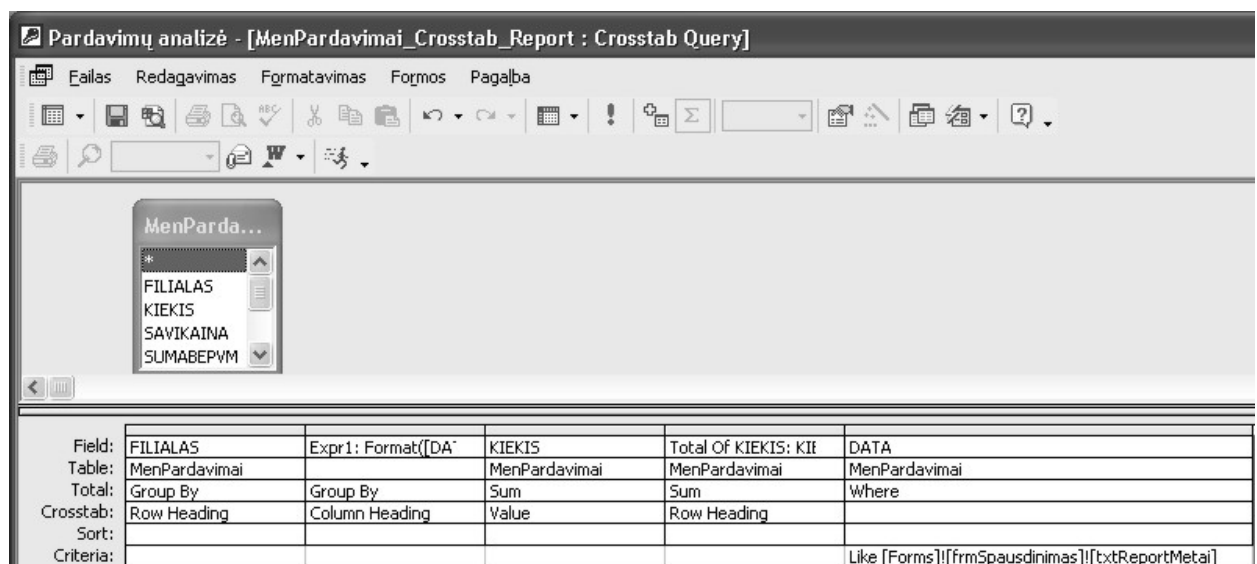 Pardavimų analizė - [MenPardavimai_Crosstab_Report : Crosstab Query]
Failas Redagavimas Formatavimas Formos Pagalba
MenParda...
*
FILIALAS
KIEKIS
SAVIKAINA
SUMABEPVM
Field: FILIALAS Expr1: Format([DA KIEKIS Total Of KIEKIS: KIE DATA
Table: MenPardavimai MenPardavimai MenPardavimai MenPardavimai
Total: Group By Group By Sum Sum Where
Crosstab: Row Heading Column Heading Value Row Heading
Sort:
Criteria: Like [Forms]![frmSpausdinimas]![txtReportMetai]